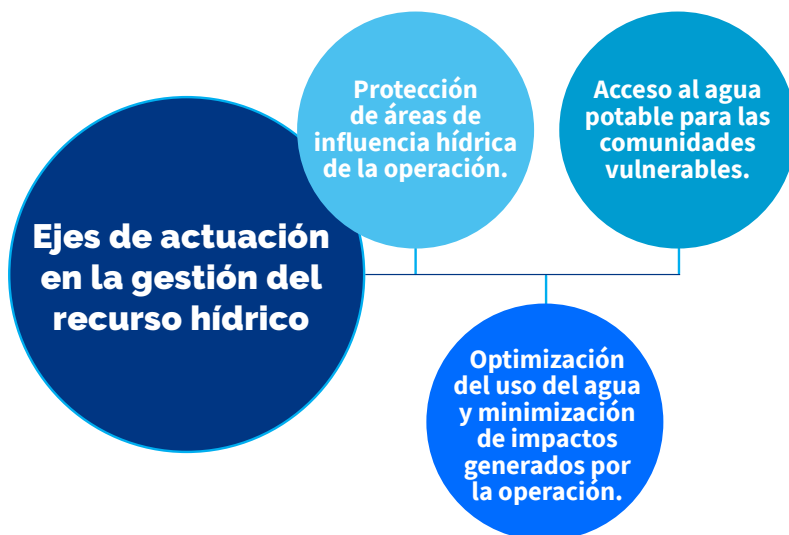 Ejes de actuación
en la gestión del
recurso hídrico
Protección
de áreas de
influencia hídrica
de la operación.
Optimización
del uso del agua
y minimización
de impactos
generados por
la operación.
Acceso al agua
potable para las
comunidades
vulnerables.